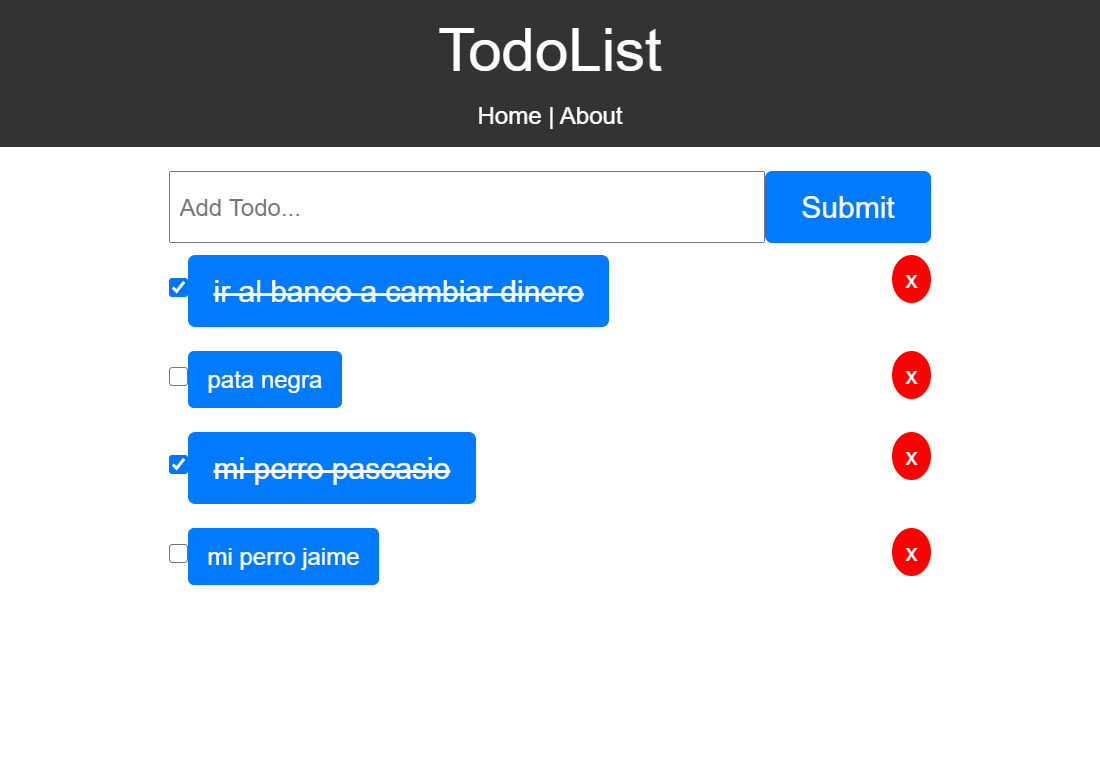 TodoList
Home | About
Add Todo... Submit
ir al banco a cambiar dinero x
pata negra x
mi perro pascasio x
mi perro jaime x